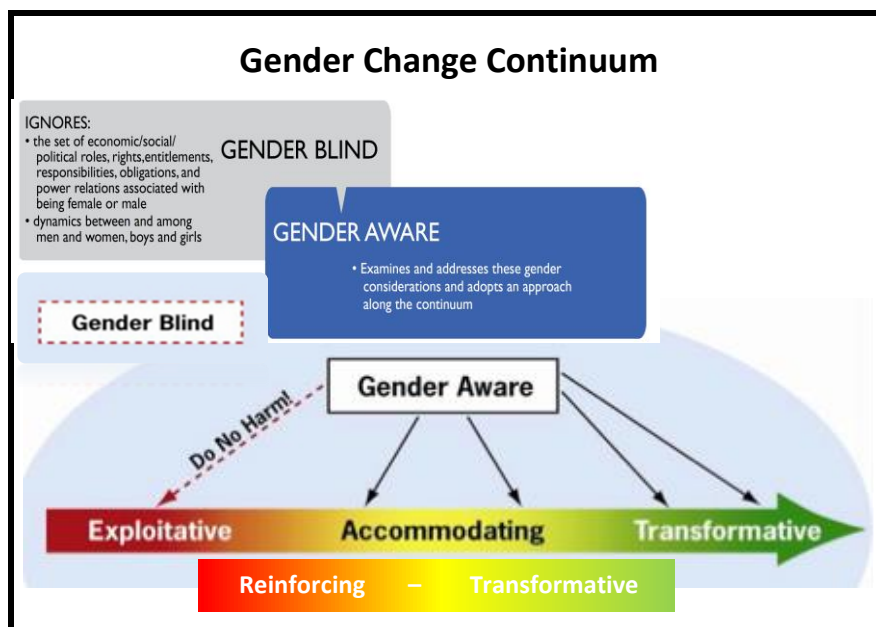 Gender Change Continuum
IGNORES:
• the set of economic/social/
political roles, rights,entitlements,
responsibilities, obligations, and
power relations associated with
being female or male
• dynamics between and among
men and women, boys and girls
GENDER BLIND
GENDER AWARE
• Examines and addresses these gender
considerations and adopts an approach
along the continuum
Gender Blind
Gender Aware
Do No Harm!
Exploitative
Accommodating
Transformative
Reinforcing – Transformative